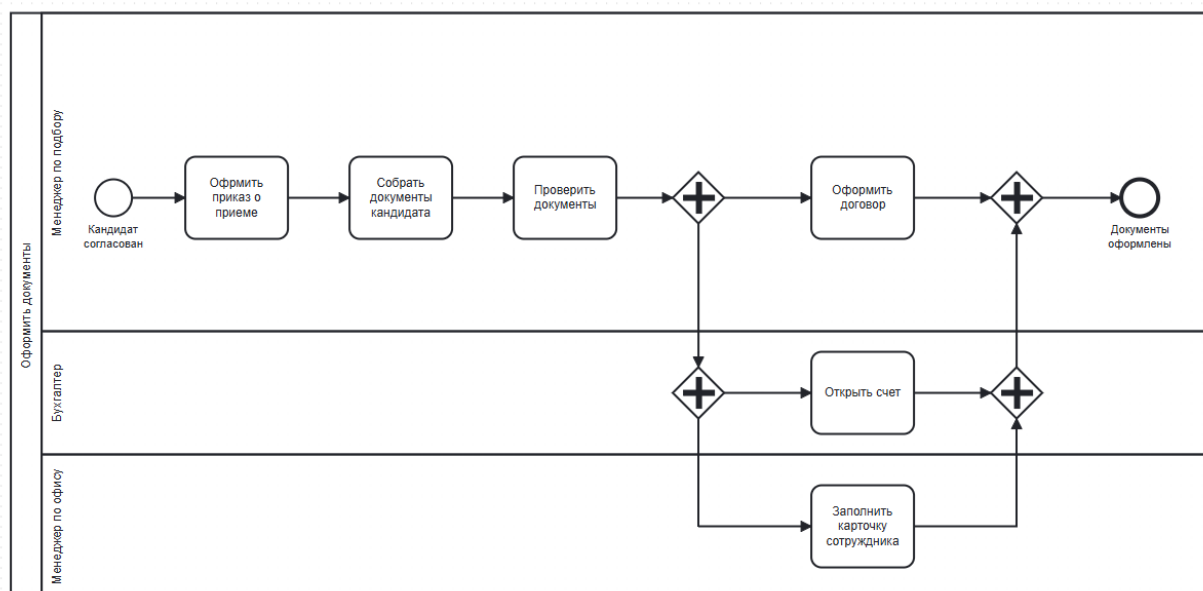 Оформить документы
Менеджер по подбору
Кандидат
согласован
Офрмить
приказ о
приеме
Собрать
документы
кандидата
Проверить
документы
Оформить
договор
Документы
оформлены
Бухгалтер
Открыть счет
Менеджер по офису
Заполнить
карточку
сотруждника